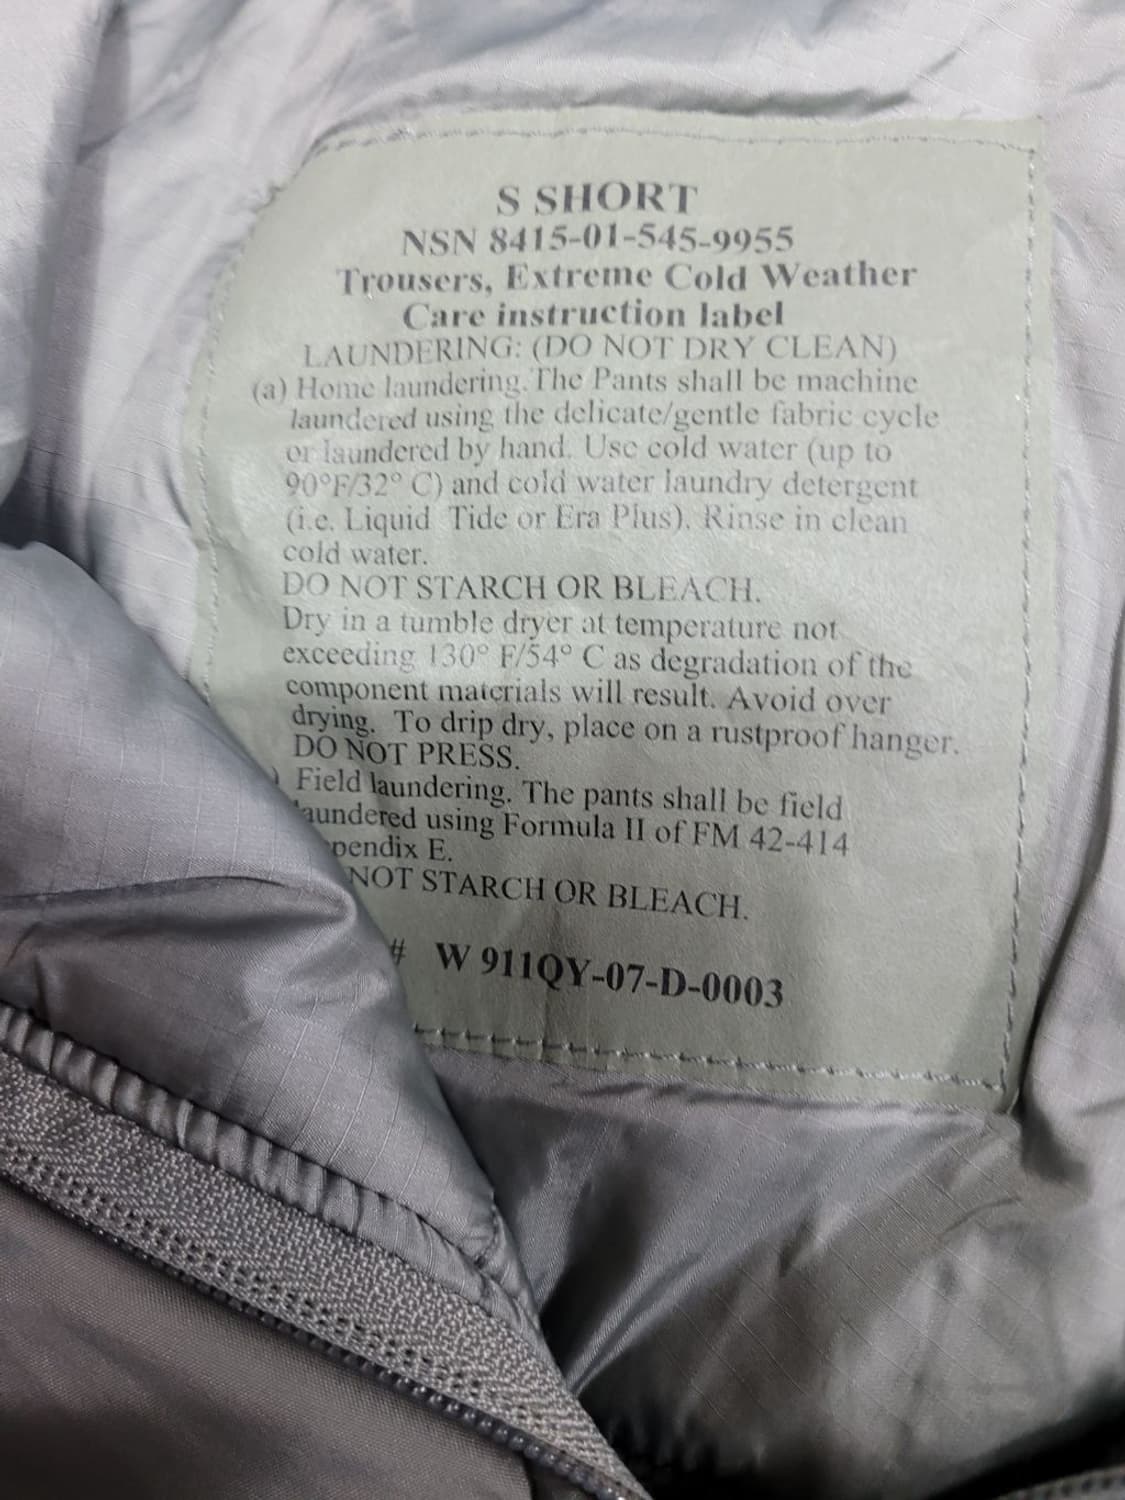 S SHORT
NSN 8415-01-545-9955
Trousers, Extreme Cold Weather
Care instruction label
LAUNDERING: (DO NOT DRY CLEAN)
(a) Home laundering. The Pants shall be machine
laundered using the delicate/gentle fabric cycle
or laundered by hand. Use cold water (up to
90°F/32° C) and cold water laundry detergent
(i.e. Liquid Tide or Era Plus). Rinse in clean
cold water.
DO NOT STARCH OR BLEACH.
Dry in a tumble dryer at temperature not
exceeding 130° F/54° C as degradation of the
component materials will result. Avoid over
drying. To drip dry, place on a rustproof hanger.
DO NOT PRESS.
) Field laundering. The pants shall be field
aundered using Formula II of FM 42-414
pendix E.
NOT STARCH OR BLEACH.
# W 911QY-07-D-0003